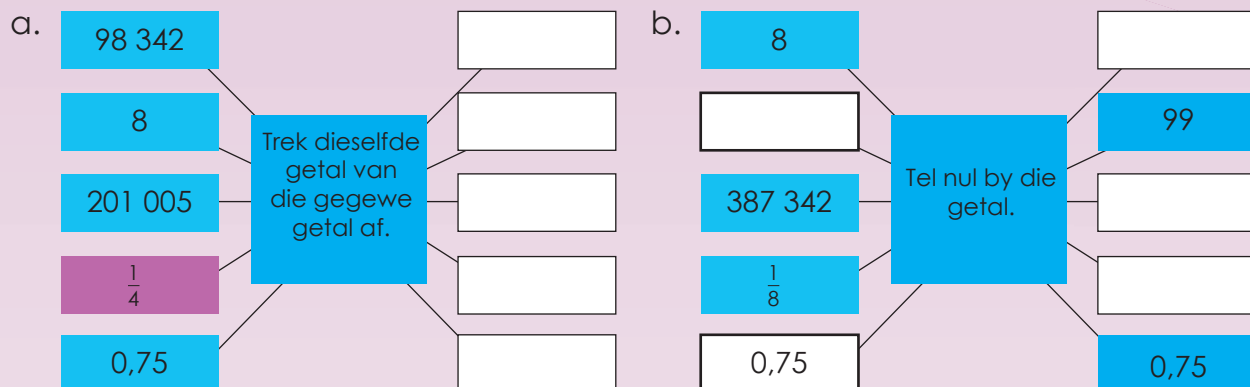 a.
98 342
8
201 005
1/4
0,75
Trek dieselfde
getal van
die gegewe
getal af.
b.
8
387 342
1/8
0,75
Tel nul by die
getal.
99
0,75